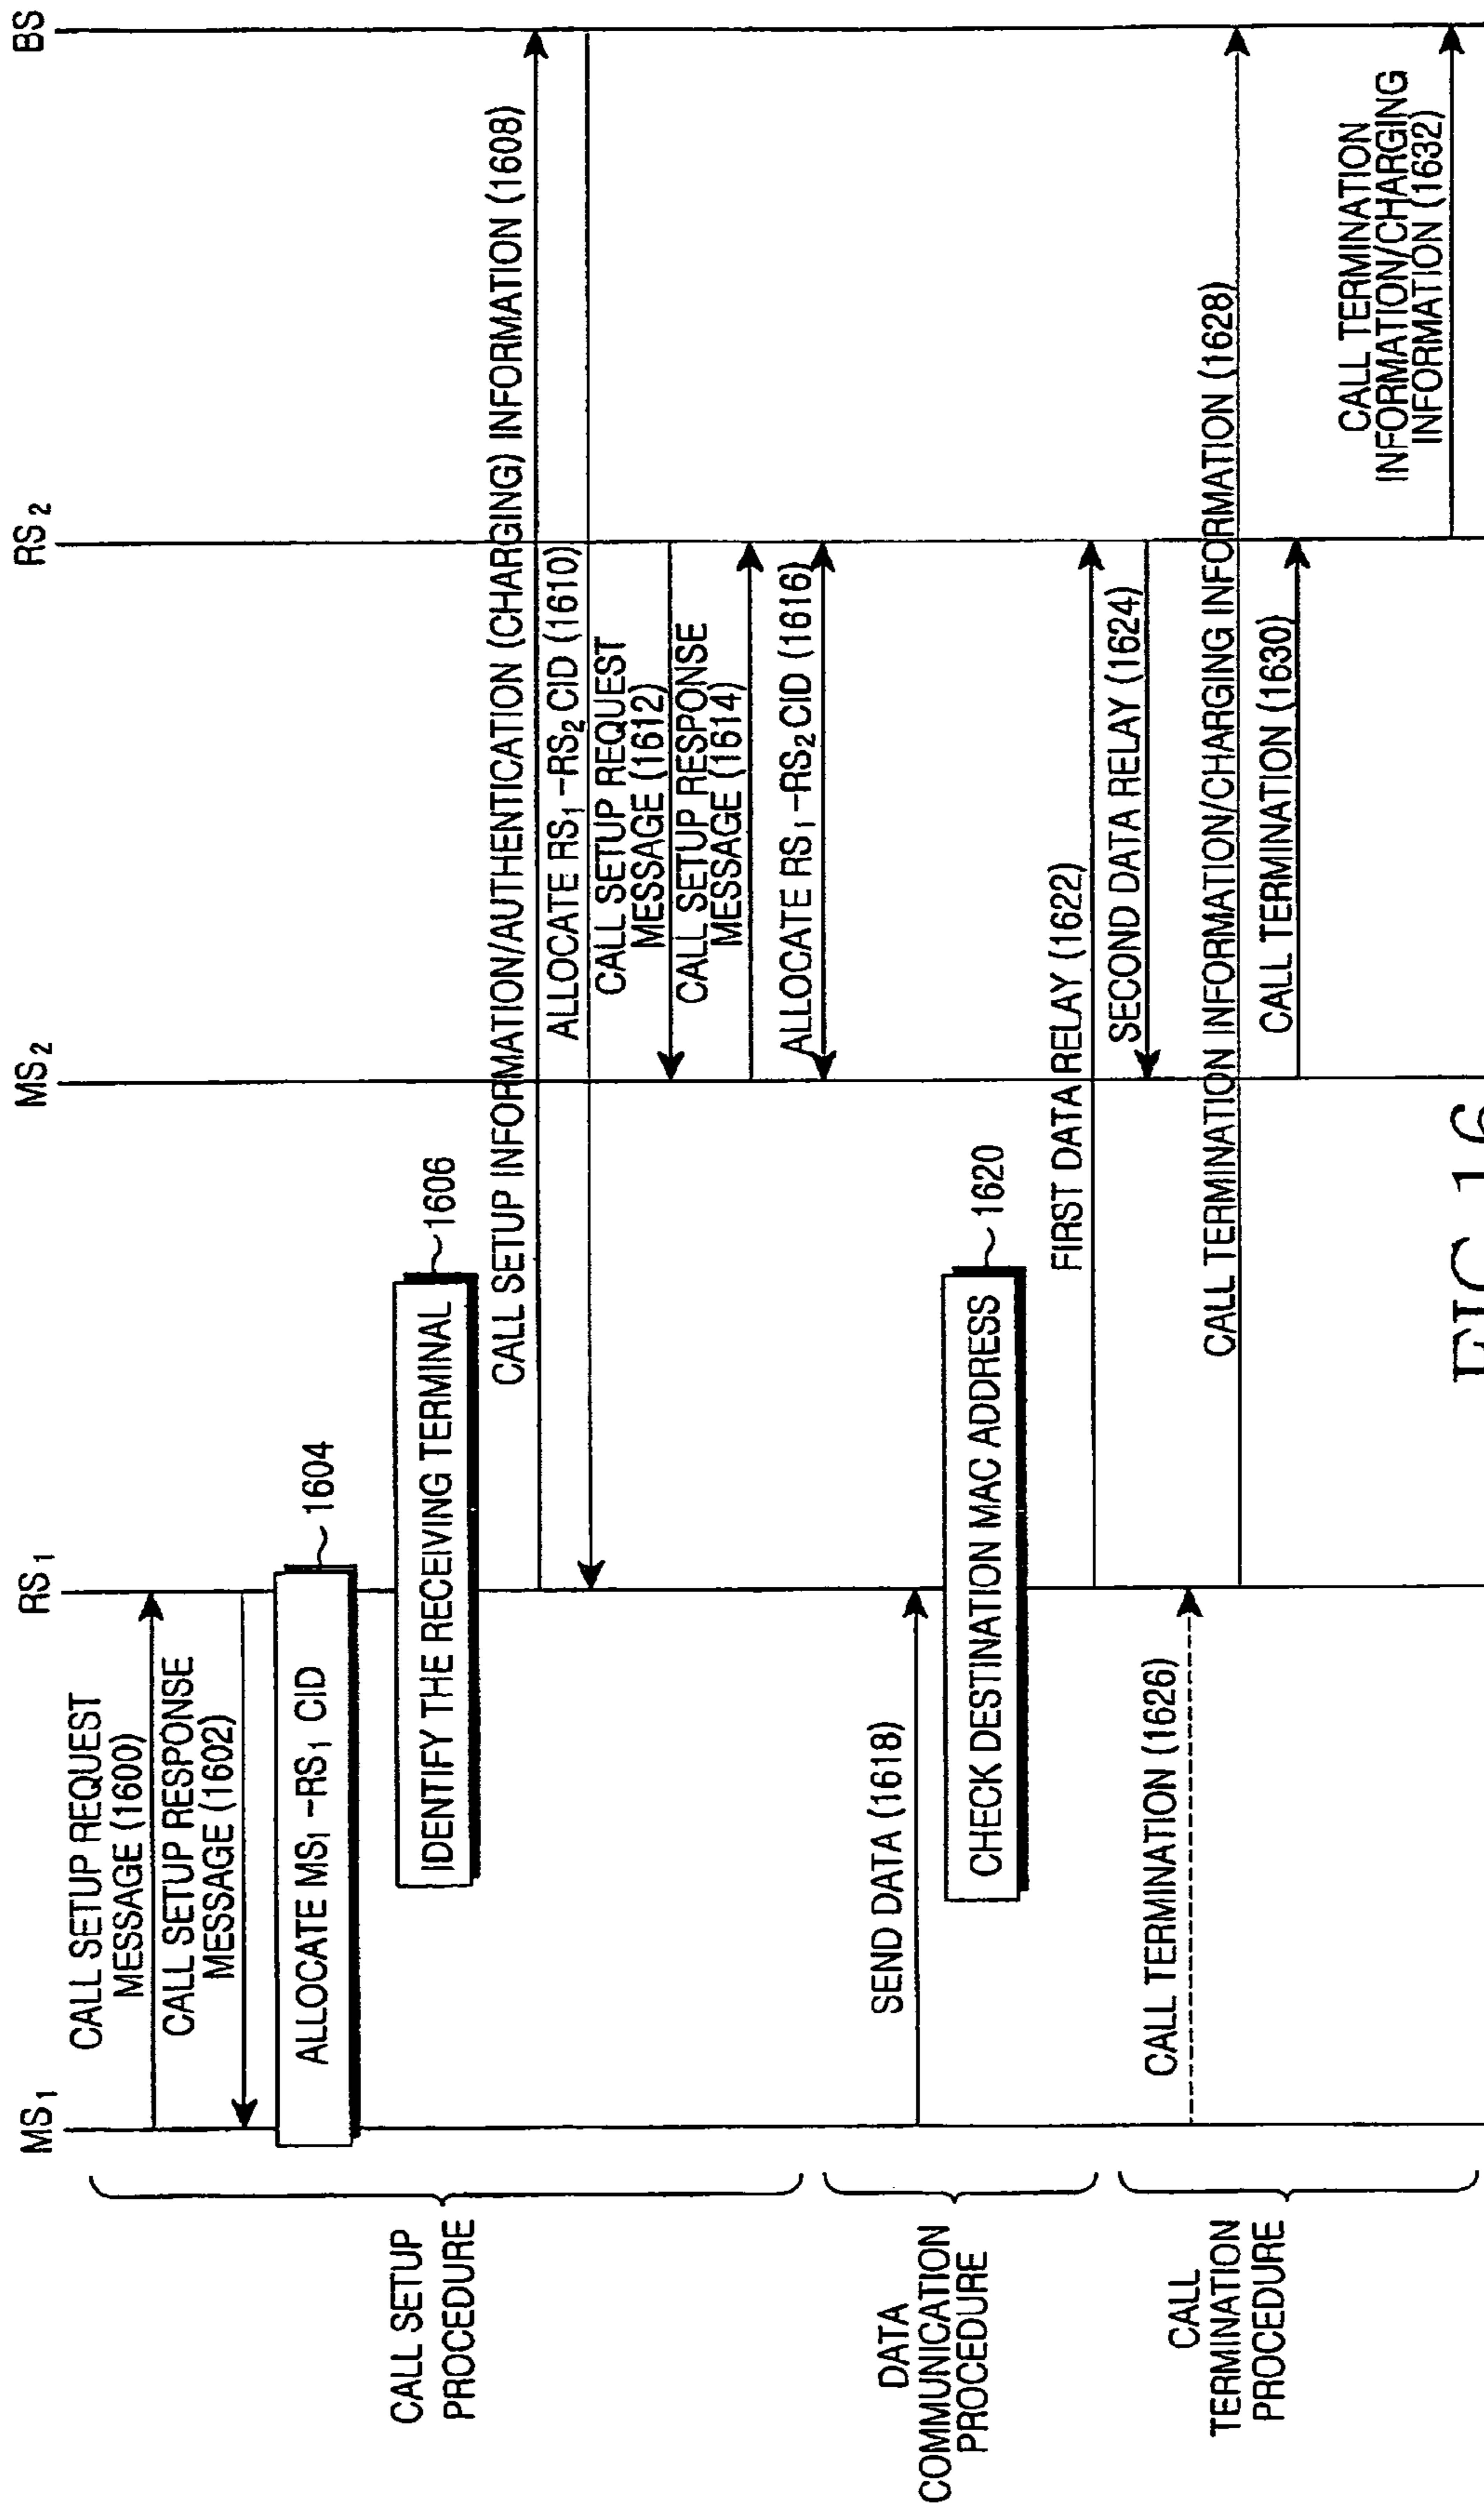 MS1
RS1
MS2
RS2
BS
CALL SETUP
PROCEDURE
CALL SETUP REQUEST
MESSAGE (1600)
CALL SETUP RESPONSE
MESSAGE (1602)
ALLOCATE MS1 -RS1 CID
1604
IDENTIFY THE RECEIVING TERMINAL
1606
CALL SETUP INFORMATION/AUTHENTICATION (CHARGING) INFORMATION (1608)
ALLOCATE RS1 -RS2 CID (1610)
CALL SETUP REQUEST
MESSAGE (1612)
CALL SETUP RESPONSE
MESSAGE (1614)
ALLOCATE RS1 -RS2 CID (1616)
DATA
COMMUNICATION
PROCEDURE
SEND DATA (1618)
CHECK DESTINATION MAC ADDRESS
1620
FIRST DATA RELAY (1622)
SECOND DATA RELAY (1624)
CALL
TERMINATION
PROCEDURE
CALL TERMINATION (1626)
CALL TERMINATION INFORMATION/CHARGING INFORMATION (1628)
CALL TERMINATION (1630)
CALL TERMINATION
INFORMATION/CHARGING
INFORMATION (1632)
FIG. 16